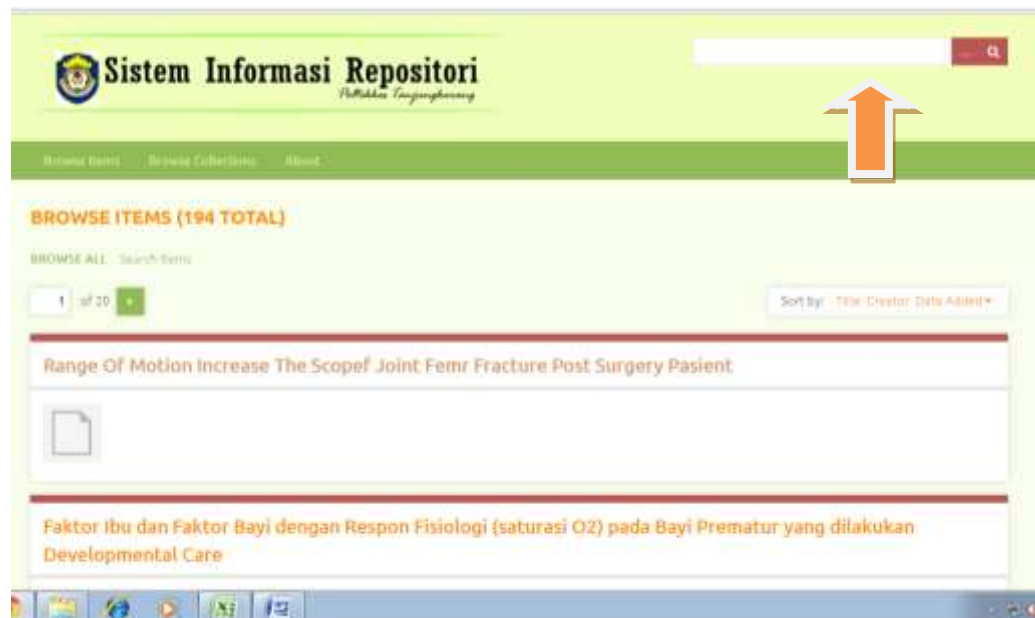 Sistem Informasi Repositori
Poltekkes Tanjungkarang
Browse Items Browse Collections About
BROWSE ITEMS (194 TOTAL)
BROWSE ALL Search Items
1 of 20
Sort by: Title Creator Date Added
Range Of Motion Increase The Scopef Joint Femr Fracture Post Surgery Pasient
Faktor Ibu dan Faktor Bayi dengan Respon Fisiologi (saturasi O2) pada Bayi Prematur yang dilakukan
Developmental Care